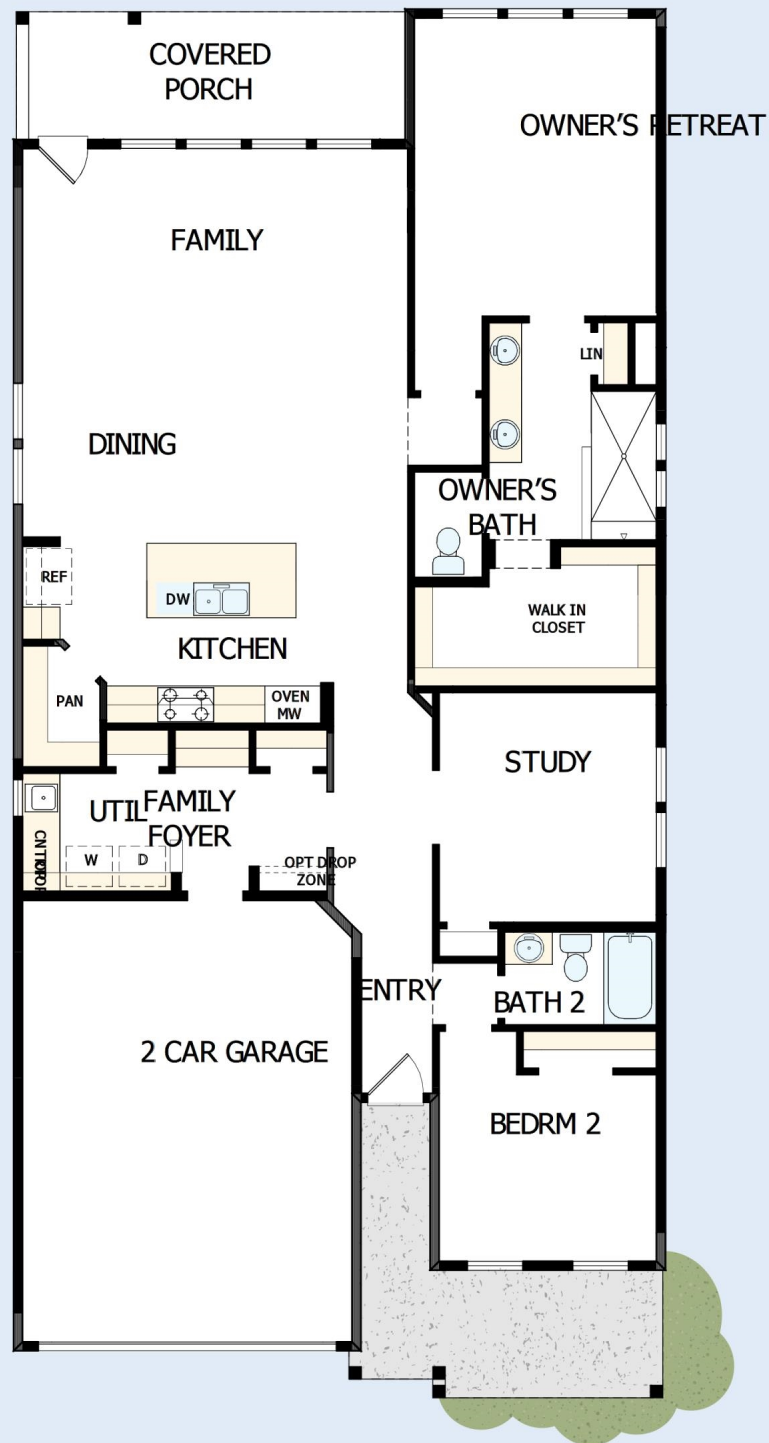 COVERED
PORCH
OWNER'S RETREAT
FAMILY
LIN
DINING
OWNER'S
BATH
REF
DW
WALK IN
CLOSET
KITCHEN
PAN
OVEN
MW
STUDY
UTIL
FAMILY
FOYER
W
D
OPT DROP
ZONE
ENTRY
BATH 2
2 CAR GARAGE
BEDRM 2